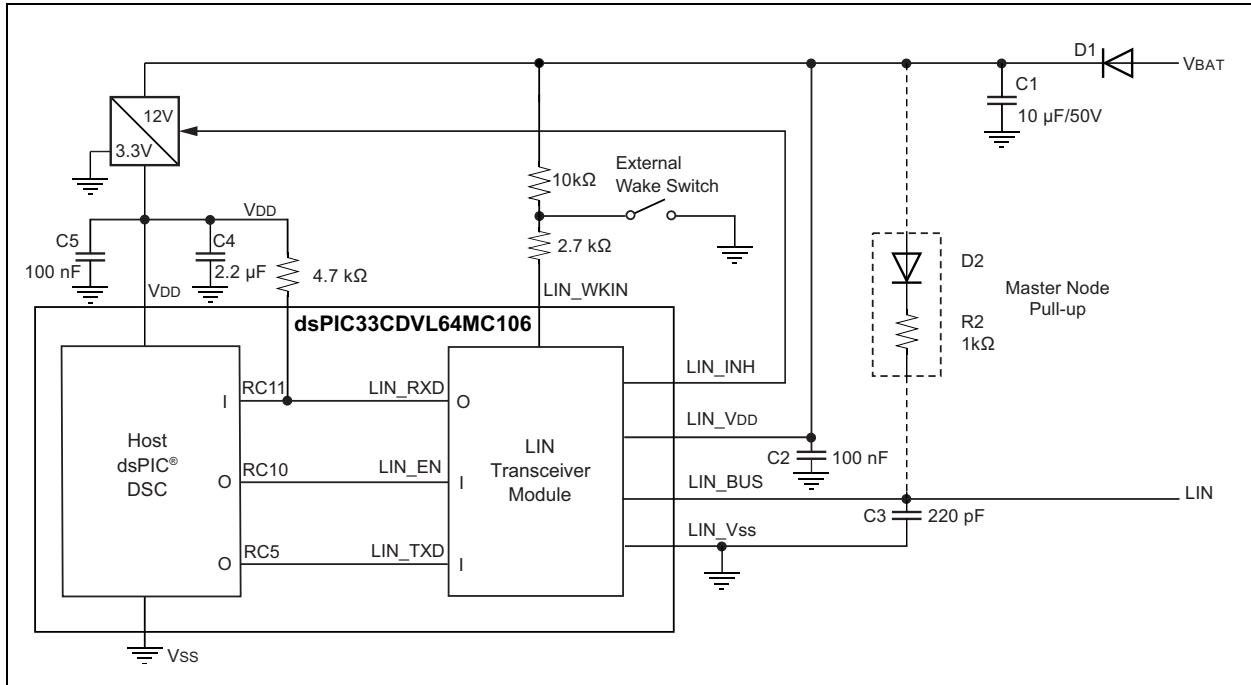 D1
VBAT
C1
10 µF/50V
12V
3.3V
External
Wake Switch
10kΩ
2.7 kΩ
VDD
C5
100 nF
C4
2.2 µF
4.7 kΩ
VDD
LIN_WKIN
D2
R2
1kΩ
Master Node
Pull-up
dsPIC33CDVL64MC106
LIN_INH
RC11
LIN_RXD
I
O
LIN_VDD
Host
dsPIC®
DSC
LIN
Transceiver
Module
C2
100 nF
RC10
LIN_EN
O
I
LIN_BUS
LIN
C3
220 pF
LIN_Vss
RC5
LIN_TXD
O
I
Vss